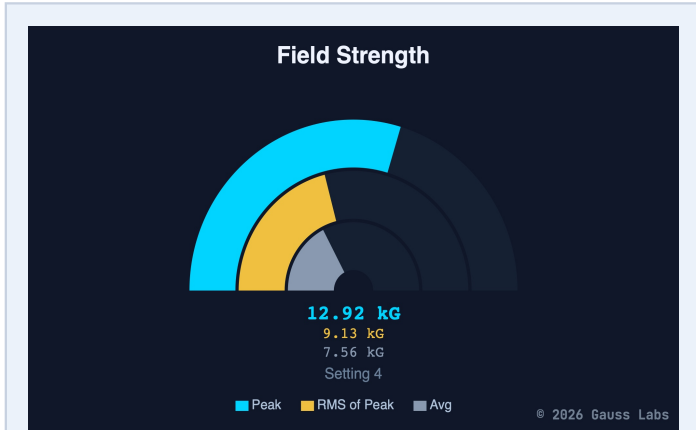 Field Strength
12.92 kG
9.13 kG
7.56 kG
Setting 4
Peak RMS of Peak Avg
© 2026 Gauss Labs